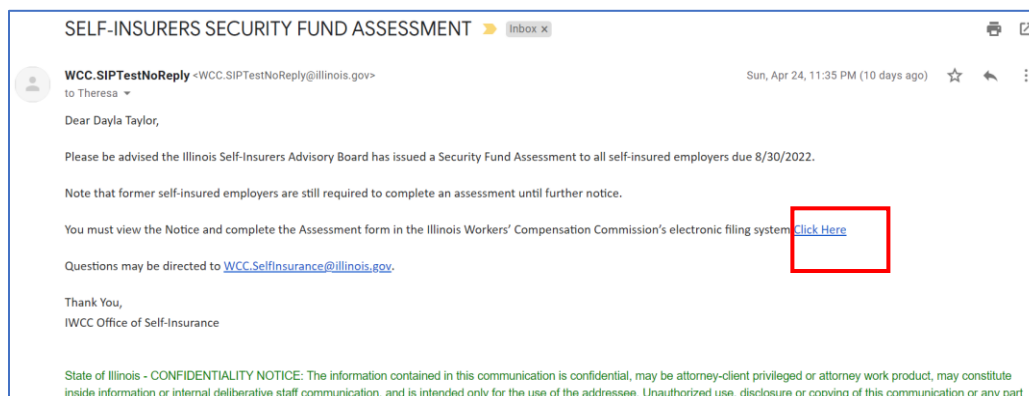 SELF-INSURERS SECURITY FUND ASSESSMENT Inbox x
WCC.SIPTestNoReply <WCC.SIPTestNoReply@illinois.gov> Sun, Apr 24, 11:35 PM (10 days ago)
to Theresa
Dear Dayla Taylor,
Please be advised the Illinois Self-Insurers Advisory Board has issued a Security Fund Assessment to all self-insured employers due 8/30/2022.
Note that former self-insured employers are still required to complete an assessment until further notice.
You must view the Notice and complete the Assessment form in the Illinois Workers' Compensation Commission's electronic filing system Click Here
Questions may be directed to WCC.SelfInsurance@illinois.gov.
Thank You,
IWCC Office of Self-Insurance
State of Illinois - CONFIDENTIALITY NOTICE: The information contained in this communication is confidential, may be attorney-client privileged or attorney work product, may constitute
inside information or internal deliberative staff communication, and is intended only for the use of the addressee. Unauthorized use, disclosure or copying of this communication or any part